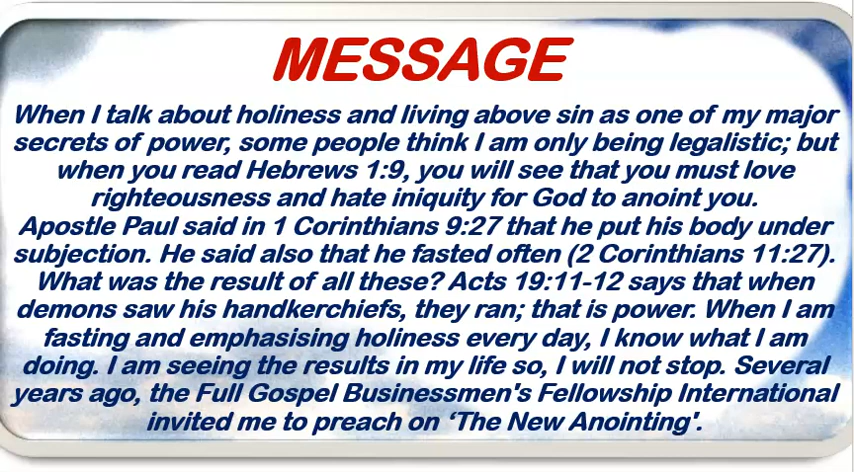 MESSAGE
When I talk about holiness and living above sin as one of my major
secrets of power, some people think I am only being legalistic; but
when you read Hebrews 1:9, you will see that you must love
righteousness and hate iniquity for God to anoint you.
Apostle Paul said in 1 Corinthians 9:27 that he put his body under
subjection. He said also that he fasted often (2 Corinthians 11:27).
What was the result of all these? Acts 19:11-12 says that when
demons saw his handkerchiefs, they ran; that is power. When I am
fasting and emphasising holiness every day, I know what I am
doing. I am seeing the results in my life so, I will not stop. Several
years ago, the Full Gospel Businessmen's Fellowship International
invited me to preach on ‘The New Anointing'.